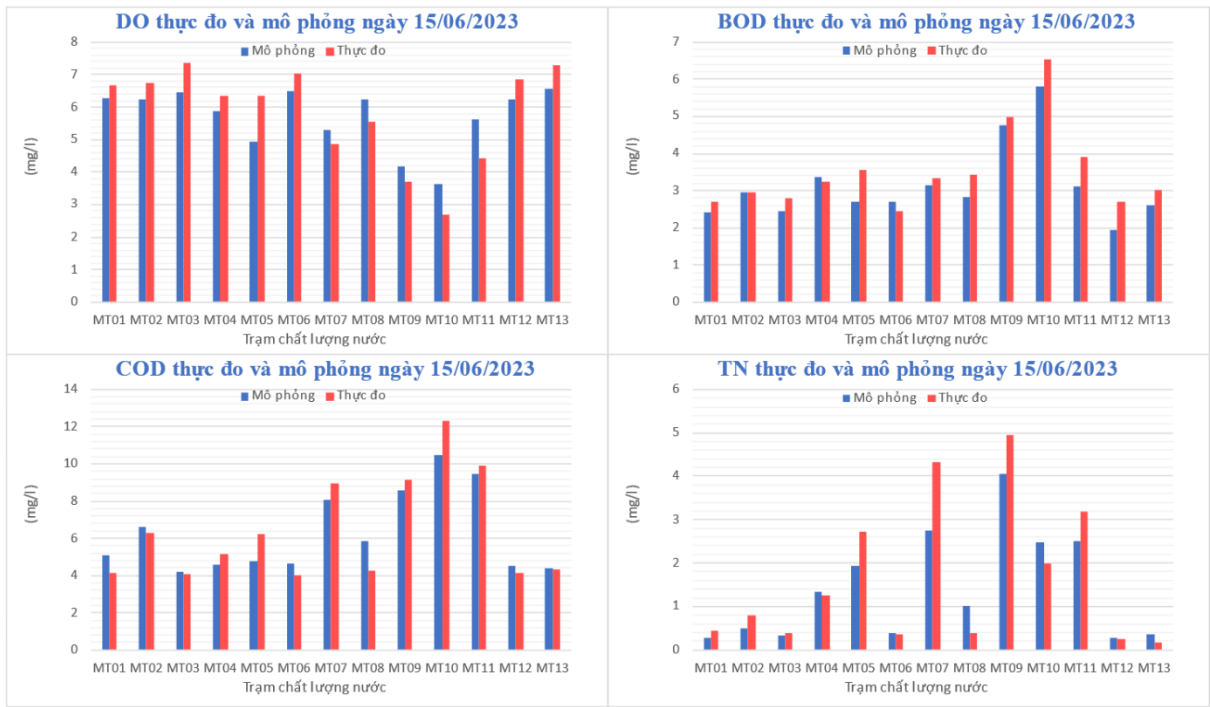 DO thực đo và mô phỏng ngày 15/06/2023
Mô phỏng Thực đo
8
7
6
5
4
3
2
1
0
(mg/l)
MT01 MT02 MT03 MT04 MT05 MT06 MT07 MT08 MT09 MT10 MT11 MT12 MT13
Trạm chất lượng nước
BOD thực đo và mô phỏng ngày 15/06/2023
Mô phỏng Thực đo
7
6
5
4
3
2
1
0
(mg/l)
MT01 MT02 MT03 MT04 MT05 MT06 MT07 MT08 MT09 MT10 MT11 MT12 MT13
Trạm chất lượng nước
COD thực đo và mô phỏng ngày 15/06/2023
Mô phỏng Thực đo
14
12
10
8
6
4
2
0
(mg/l)
MT01 MT02 MT03 MT04 MT05 MT06 MT07 MT08 MT09 MT10 MT11 MT12 MT13
Trạm chất lượng nước
TN thực đo và mô phỏng ngày 15/06/2023
Mô phỏng Thực đo
6
5
4
3
2
1
0
(mg/l)
MT01 MT02 MT03 MT04 MT05 MT06 MT07 MT08 MT09 MT10 MT11 MT12 MT13
Trạm chất lượng nước